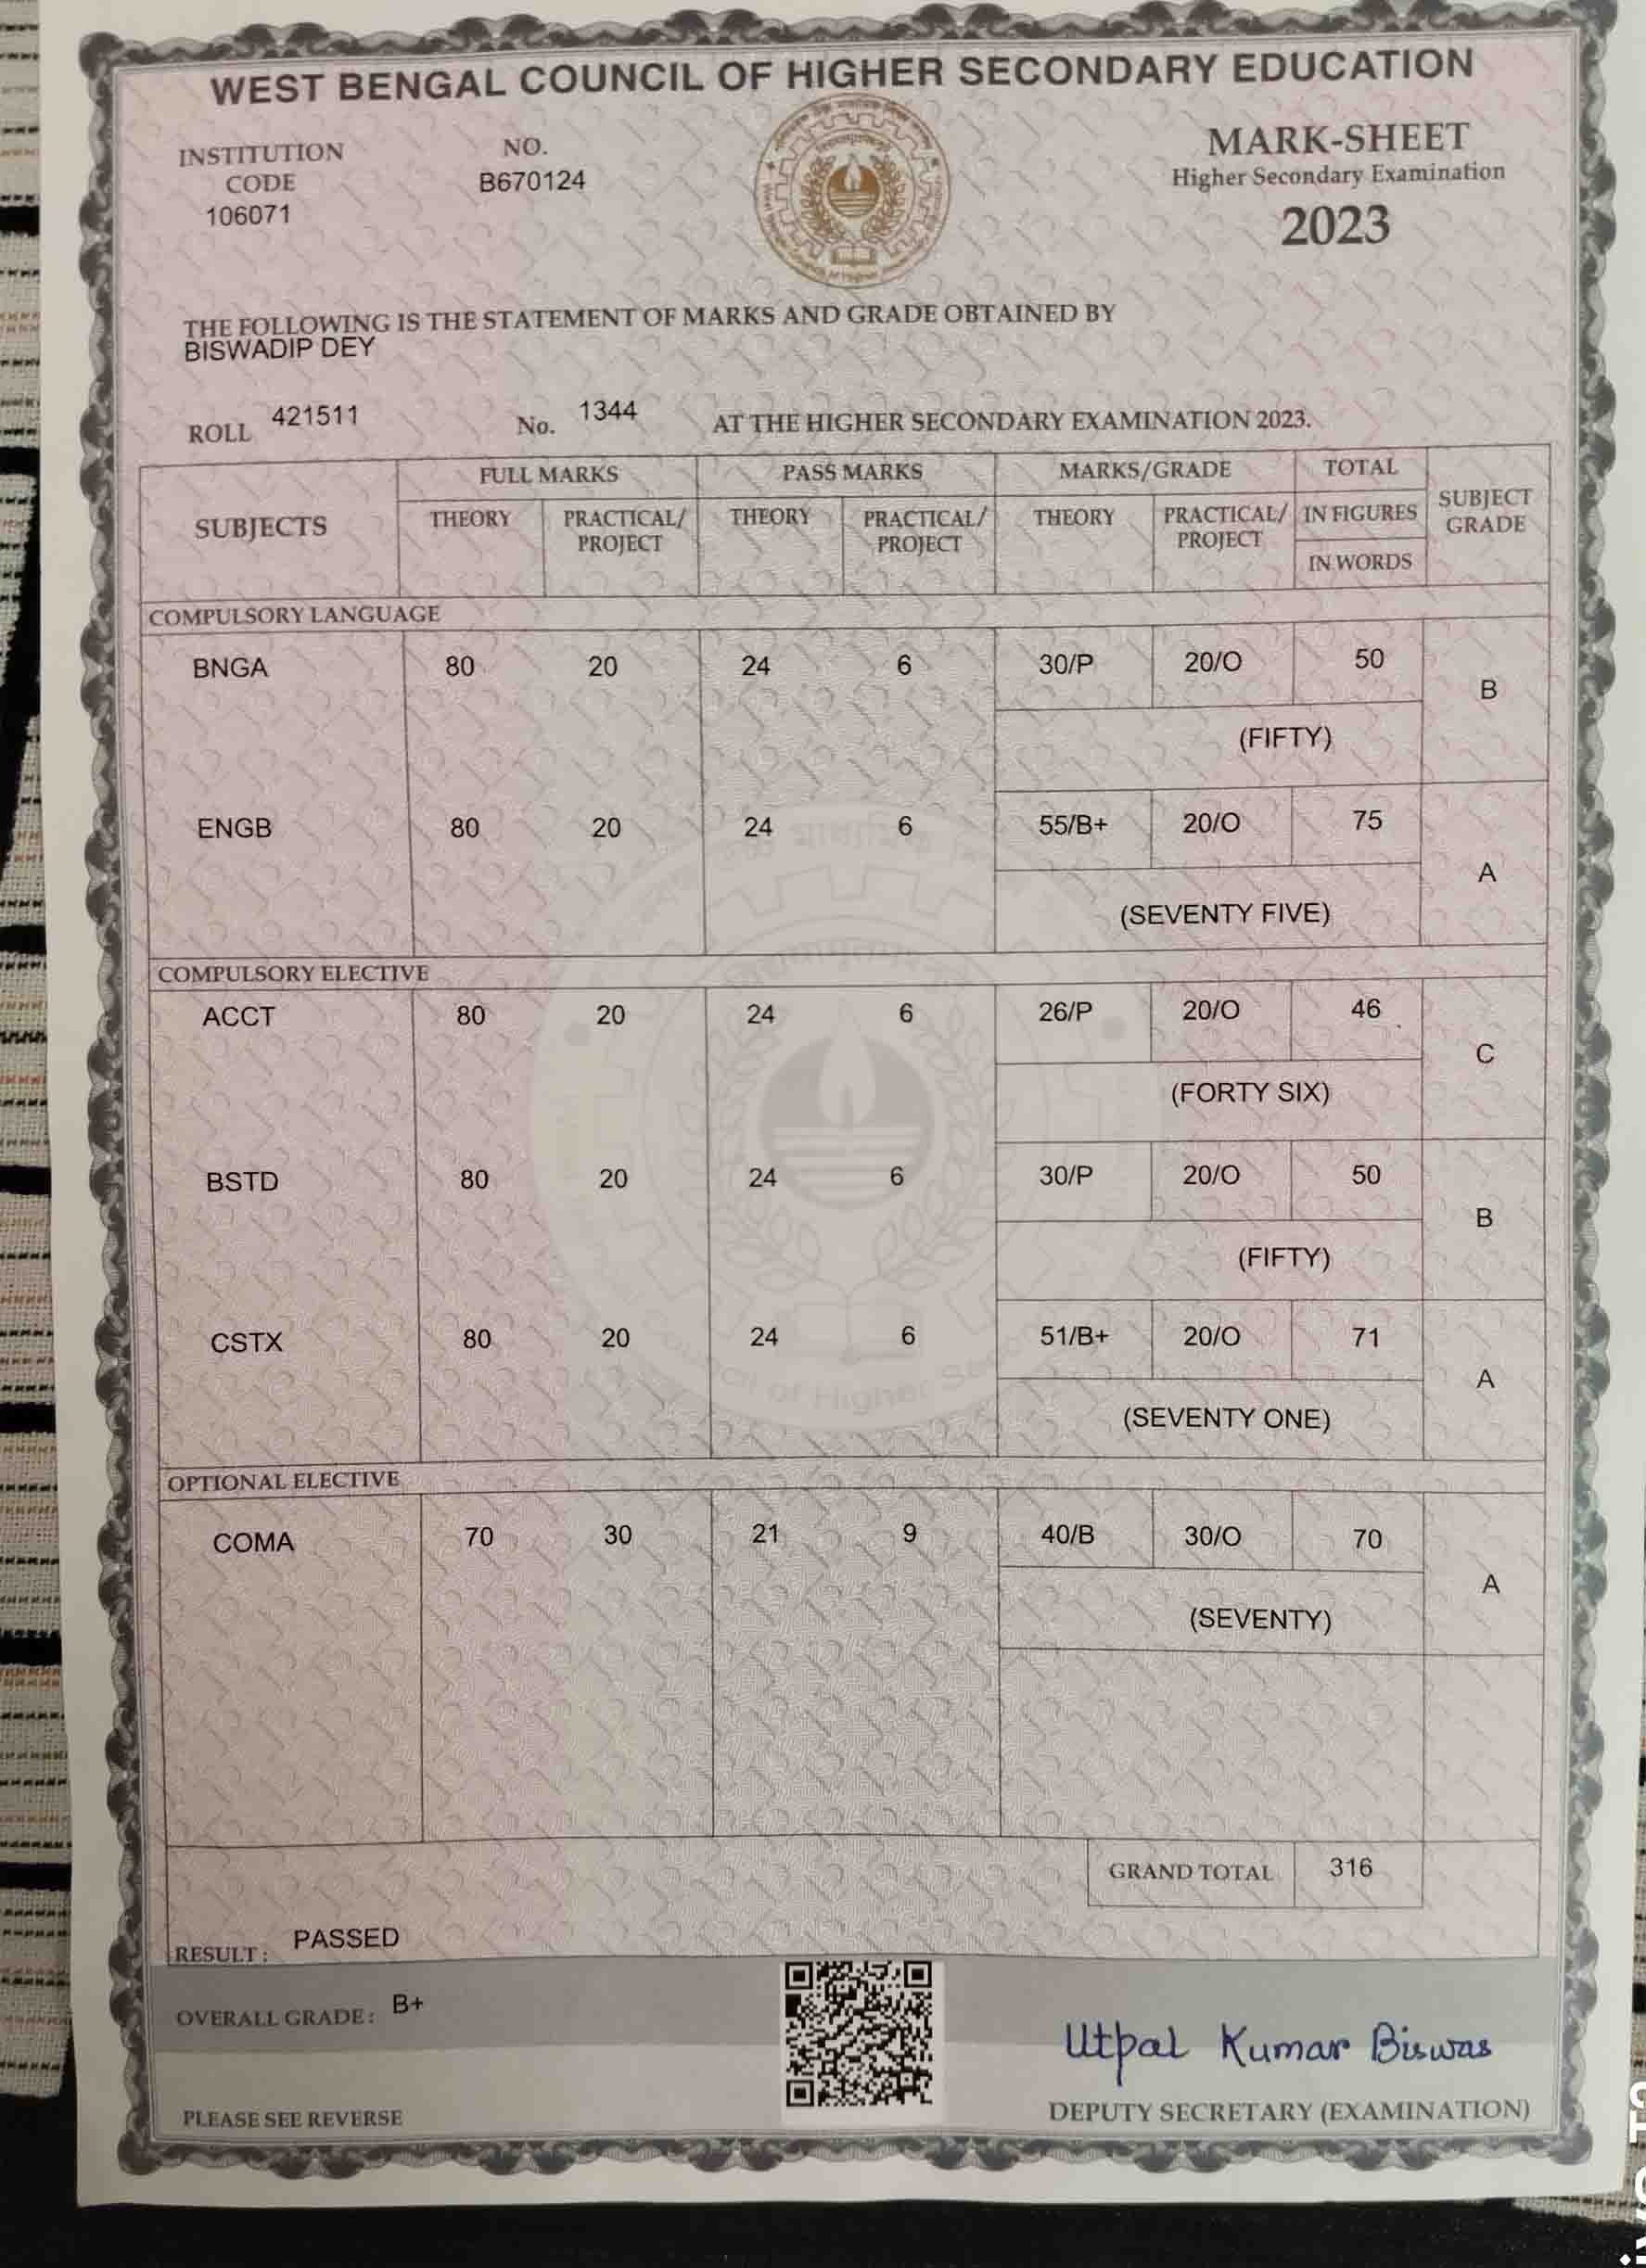 WEST BENGAL COUNCIL OF HIGHER SECONDARY EDUCATION
INSTITUTION CODE
106071
NO.
B670124
MARK-SHEET
Higher Secondary Examination
2023
THE FOLLOWING IS THE STATEMENT OF MARKS AND GRADE OBTAINED BY
BISWADIP DEY
ROLL 421511 No. 1344 AT THE HIGHER SECONDARY EXAMINATION 2023.
SUBJECTS FULL MARKS PASS MARKS MARKS/GRADE TOTAL SUBJECT GRADE
THEORY PRACTICAL/PROJECT THEORY PRACTICAL/PROJECT THEORY PRACTICAL/PROJECT IN FIGURES
IN WORDS
COMPULSORY LANGUAGE
BNGA 80 20 24 6 30/P 20/O 50 B
(FIFTY)
ENGB 80 20 24 6 55/B+ 20/O 75 A
(SEVENTY FIVE)
COMPULSORY ELECTIVE
ACCT 80 20 24 6 26/P 20/O 46 C
(FORTY SIX)
BSTD 80 20 24 6 30/P 20/O 50 B
(FIFTY)
CSTX 80 20 24 6 51/B+ 20/O 71 A
(SEVENTY ONE)
OPTIONAL ELECTIVE
COMA 70 30 21 9 40/B 30/O 70 A
(SEVENTY)
GRAND TOTAL 316
RESULT : PASSED
OVERALL GRADE : B+
Utpal Kumar Biswas
PLEASE SEE REVERSE
DEPUTY SECRETARY (EXAMINATION)